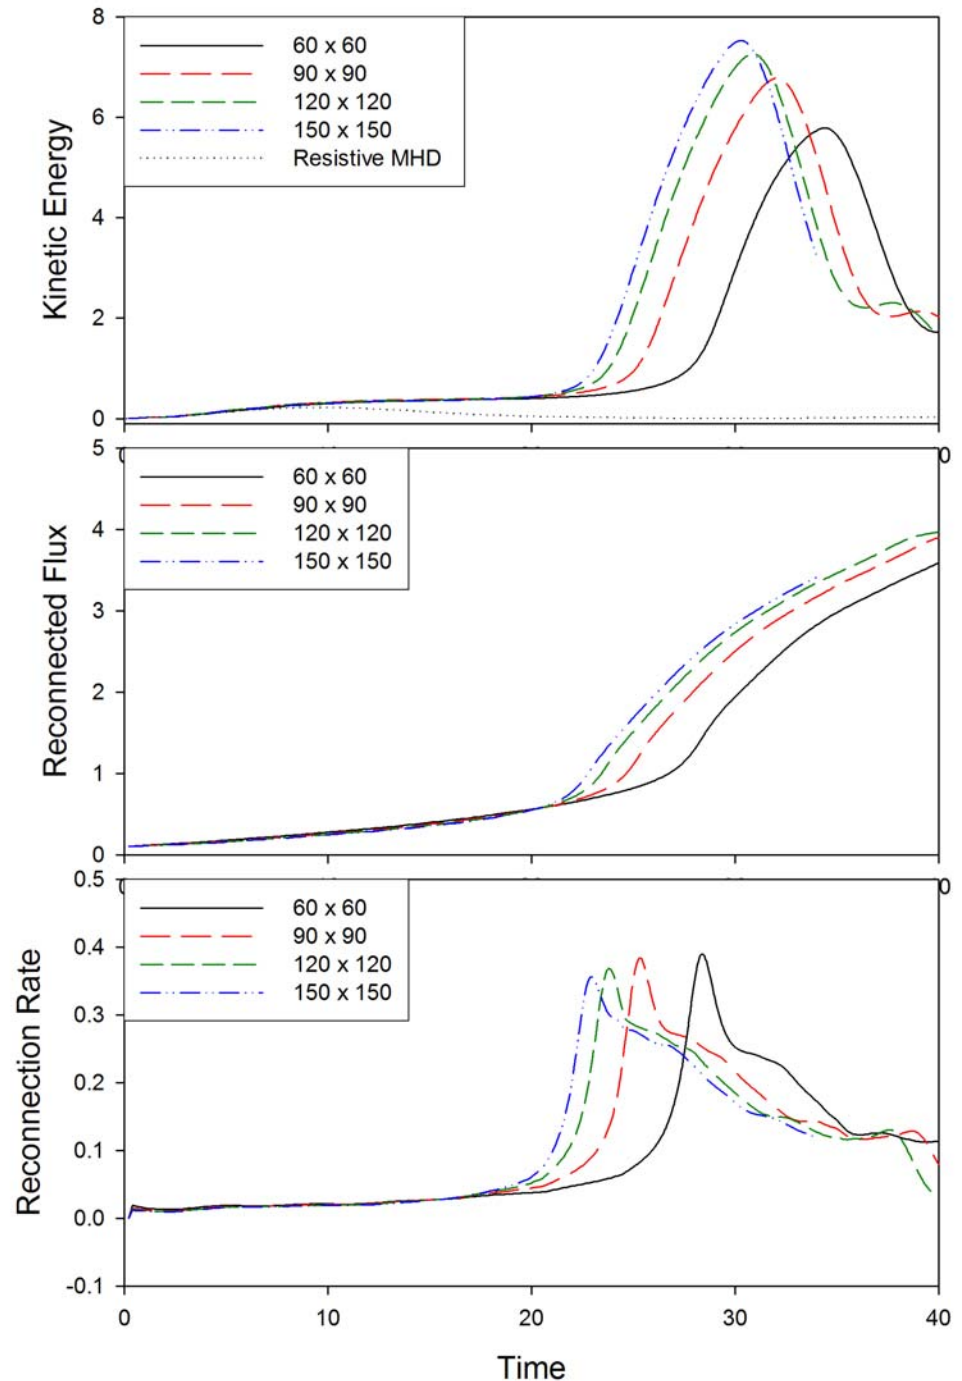 8
6
4
2
0
Kinetic Energy
60 x 60
90 x 90
120 x 120
150 x 150
Resistive MHD
5
4
3
2
1
0
Reconnected Flux
60 x 60
90 x 90
120 x 120
150 x 150
0.5
0.4
0.3
0.2
0.1
0.0
-0.1
Reconnection Rate
60 x 60
90 x 90
120 x 120
150 x 150
0 10 20 30 40
Time